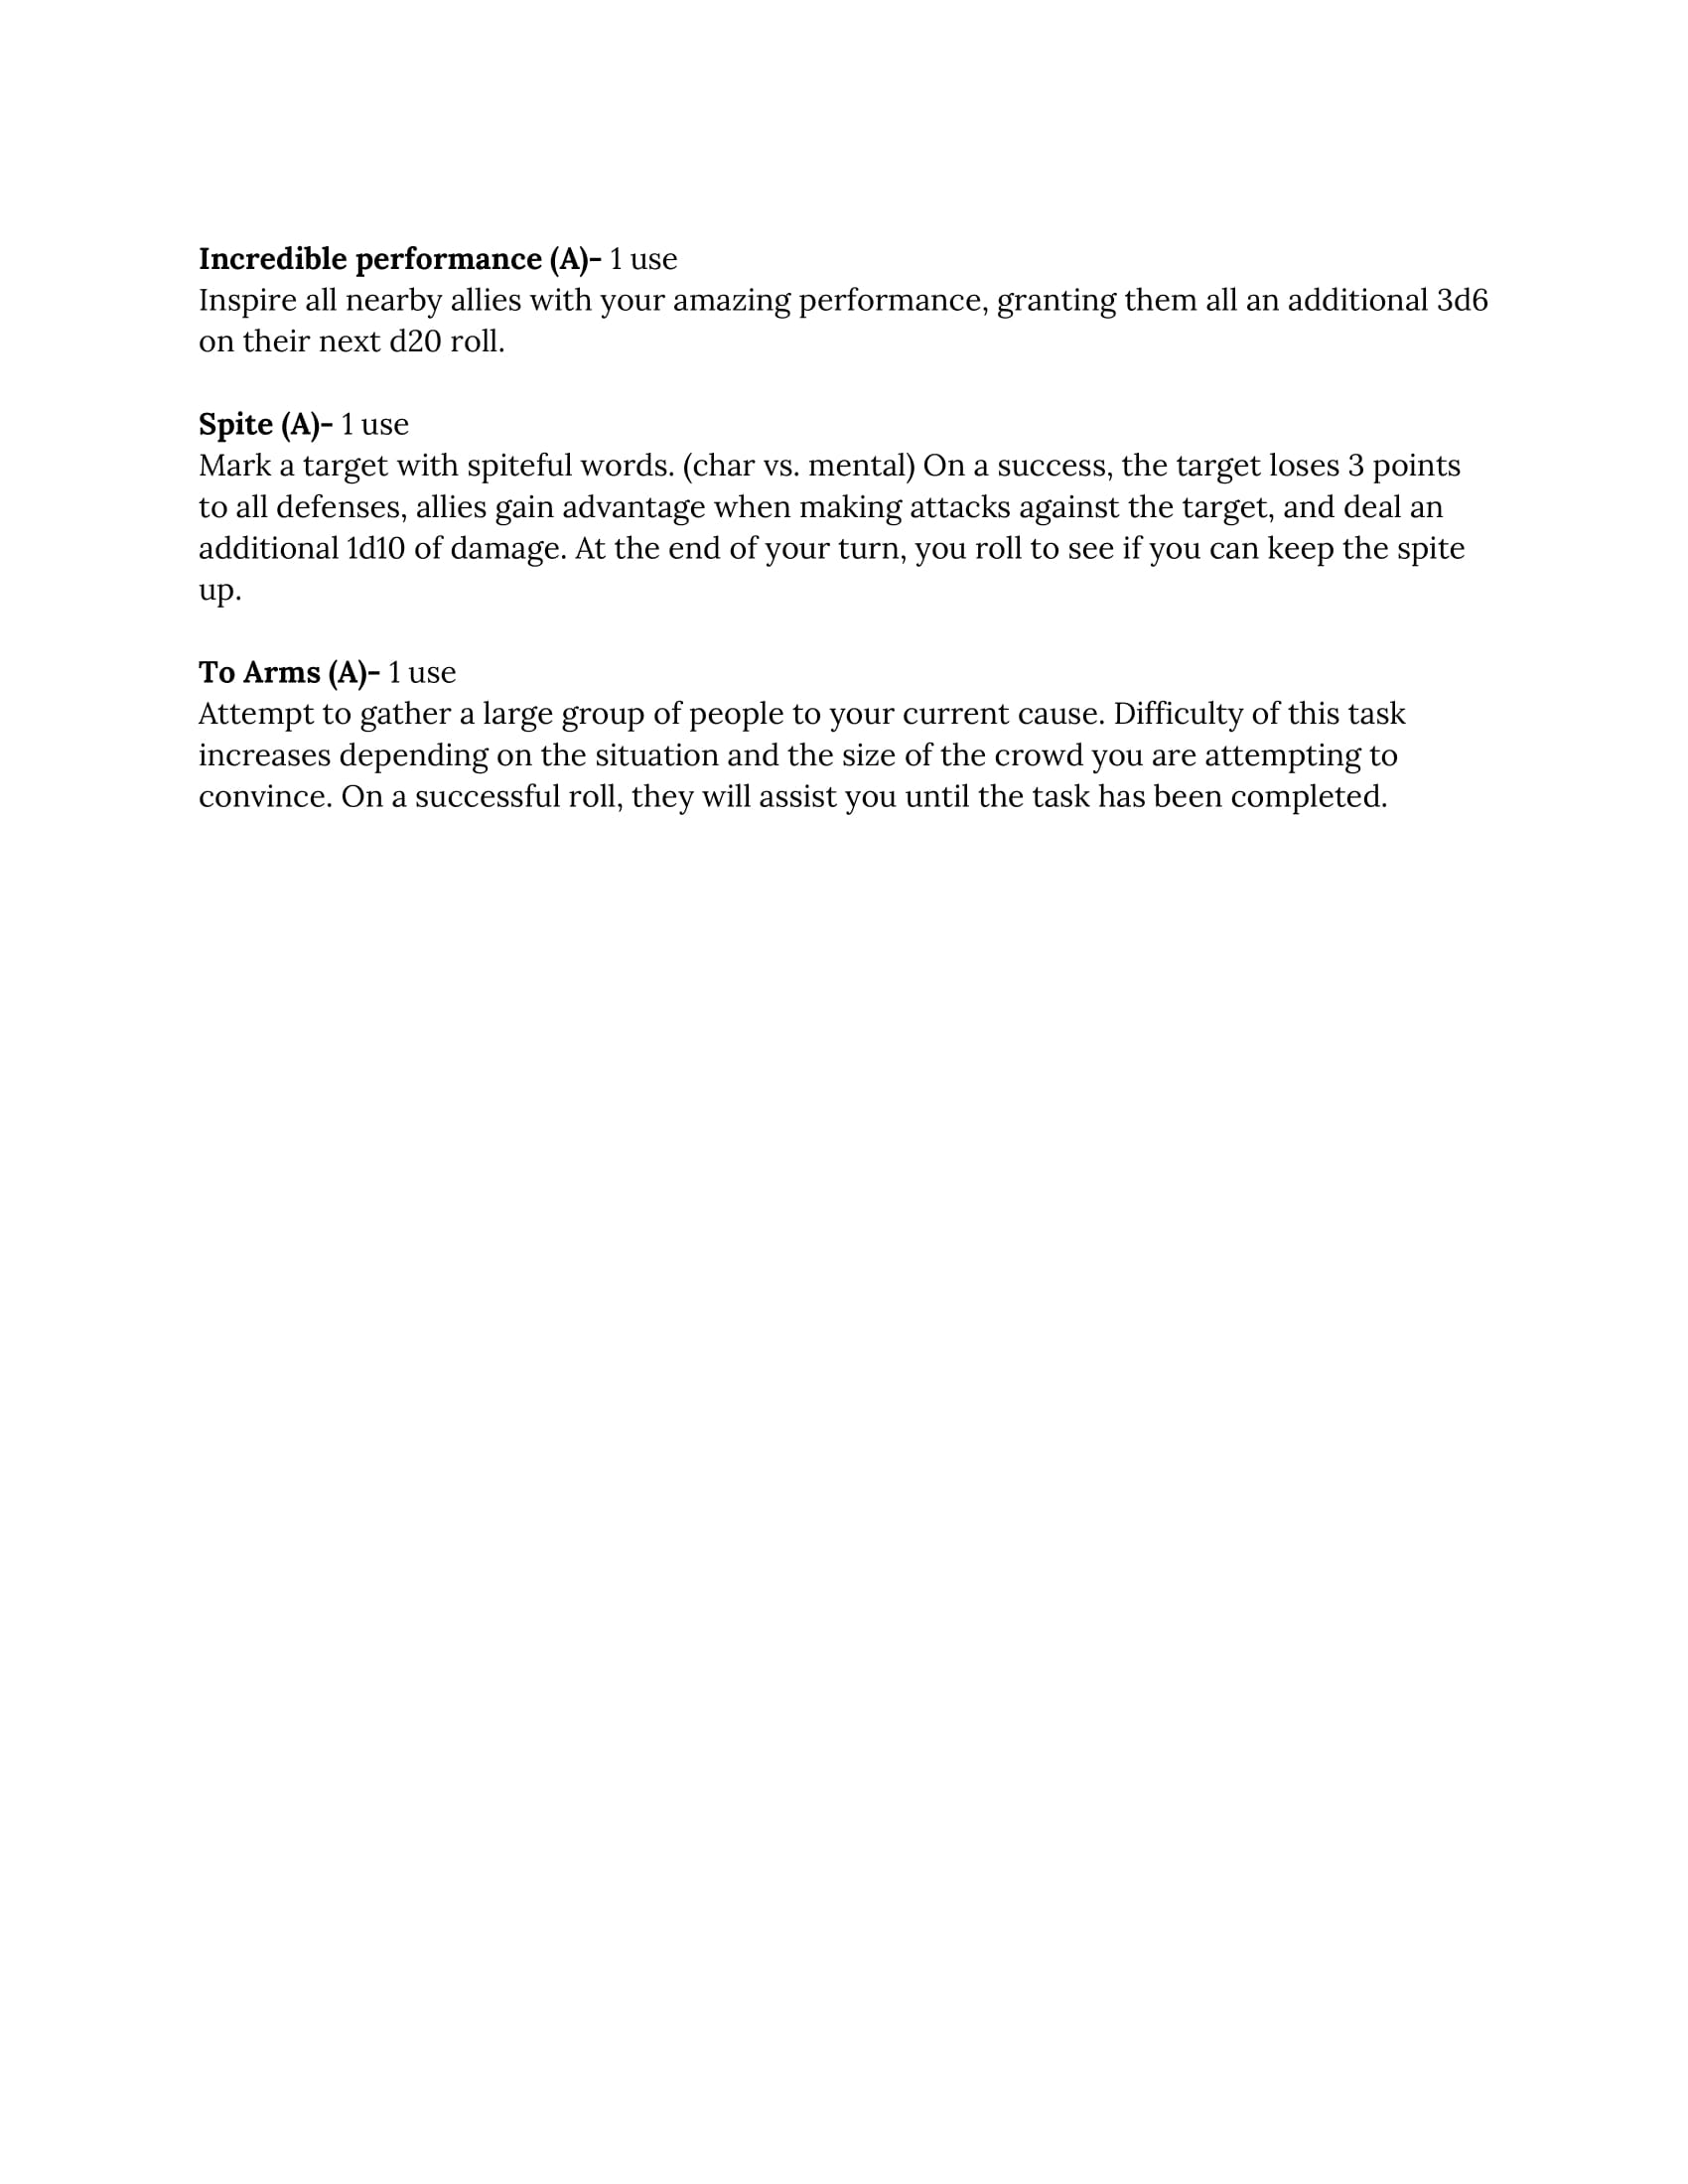 Incredible performance (A)- 1 use
Inspire all nearby allies with your amazing performance, granting them all an additional 3d6
on their next d20 roll.
Spite (A)- 1 use
Mark a target with spiteful words. (char vs. mental) On a success, the target loses 3 points
to all defenses, allies gain advantage when making attacks against the target, and deal an
additional 1d10 of damage. At the end of your turn, you roll to see if you can keep the spite
up.
To Arms (A)- 1 use
Attempt to gather a large group of people to your current cause. Difficulty of this task
increases depending on the situation and the size of the crowd you are attempting to
convince. On a successful roll, they will assist you until the task has been completed.